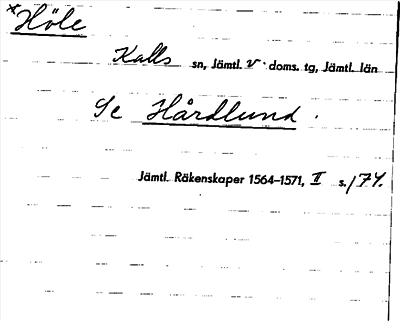 *Höle
Kalls sn, Jämtl. v. doms. tg, Jämtl. län
Se Hårdlund.
Jämtl. Räkenskaper 1564–1571, II s. 174.